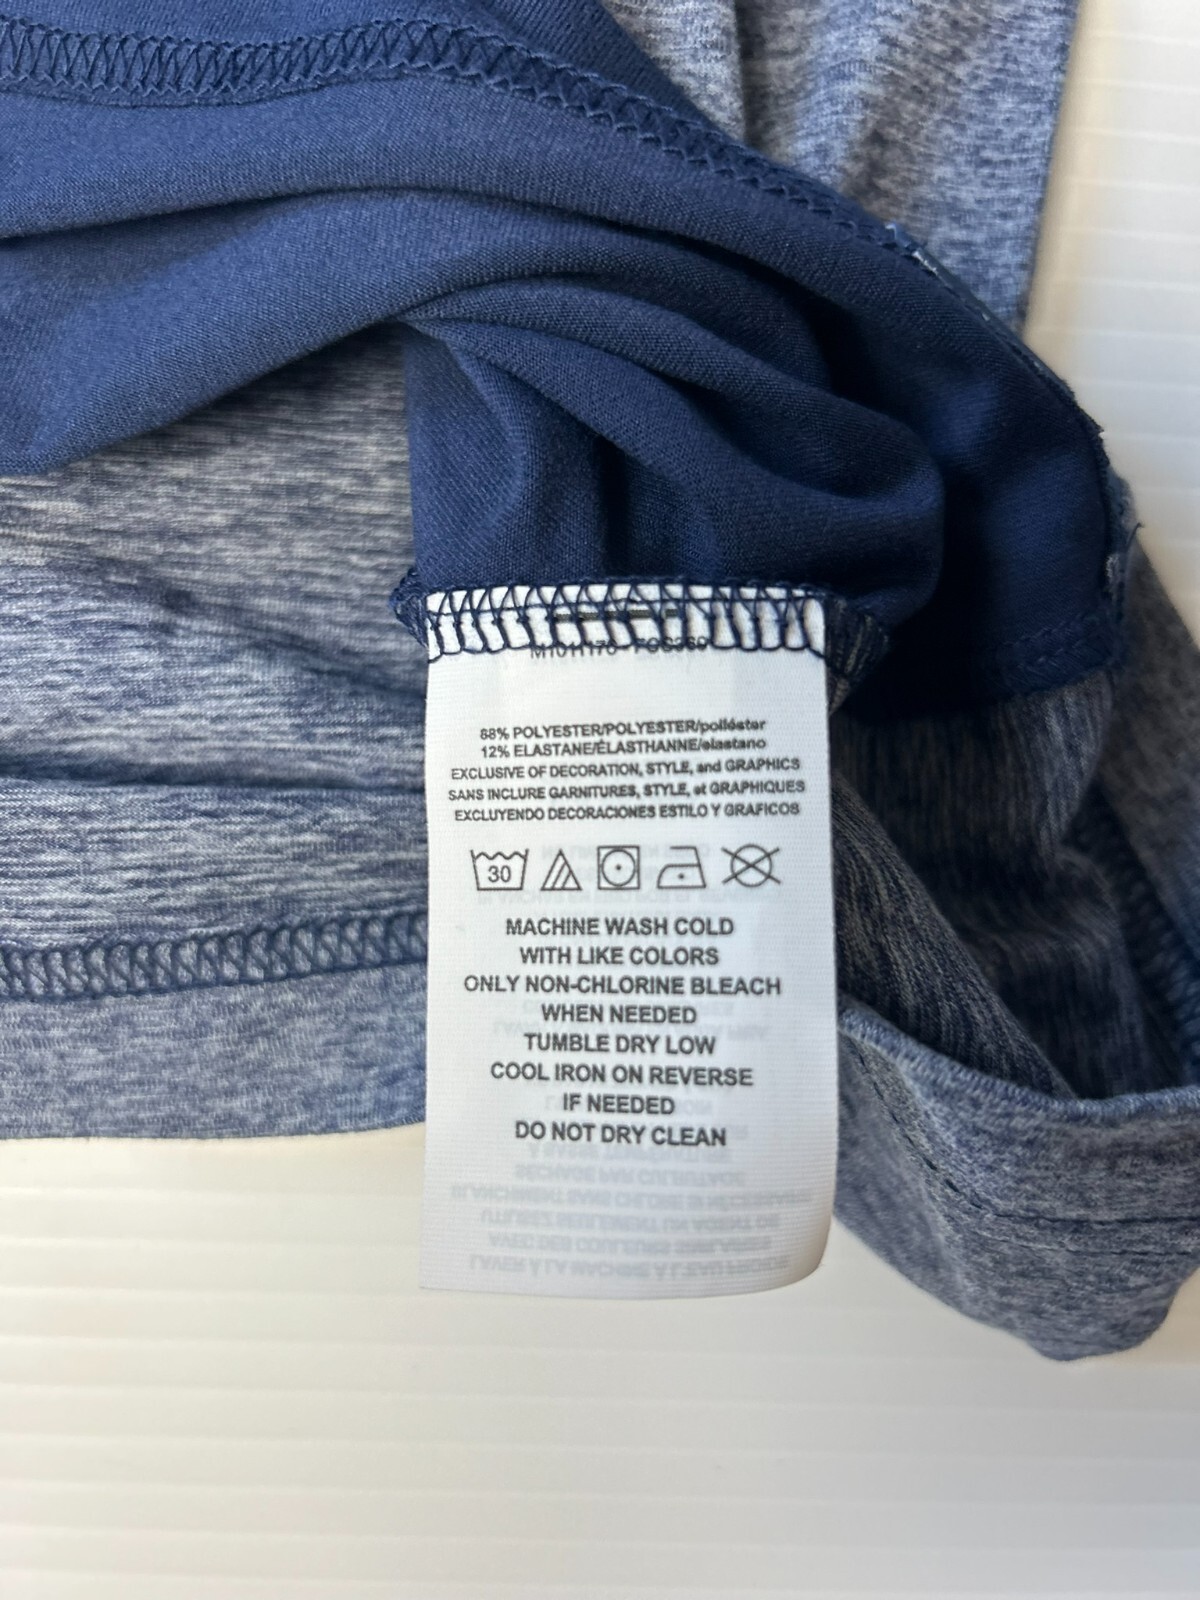 88% POLYESTER/POLYESTER/poliéster
12% ELASTANE/ÉLASTHANNE/elastano
EXCLUSIVE OF DECORATION, STYLE, and GRAPHICS
SANS INCLURE GARNITURES, STYLE, et GRAPHIQUES
EXCLUYENDO DECORACIONES ESTILO Y GRAFICOS
30
MACHINE WASH COLD
WITH LIKE COLORS
ONLY NON-CHLORINE BLEACH
WHEN NEEDED
TUMBLE DRY LOW
COOL IRON ON REVERSE
IF NEEDED
DO NOT DRY CLEAN